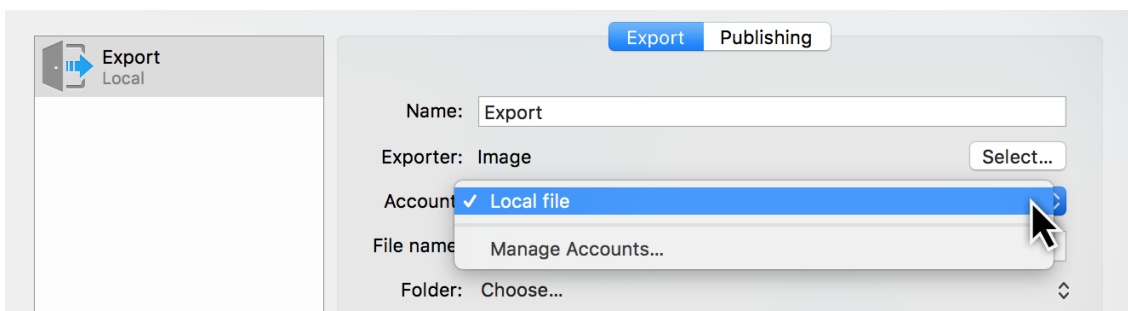 Export
Local
Export Publishing
Name: Export
Exporter: Image Select...
Account ✓ Local file
File name
Manage Accounts...
Folder: Choose...